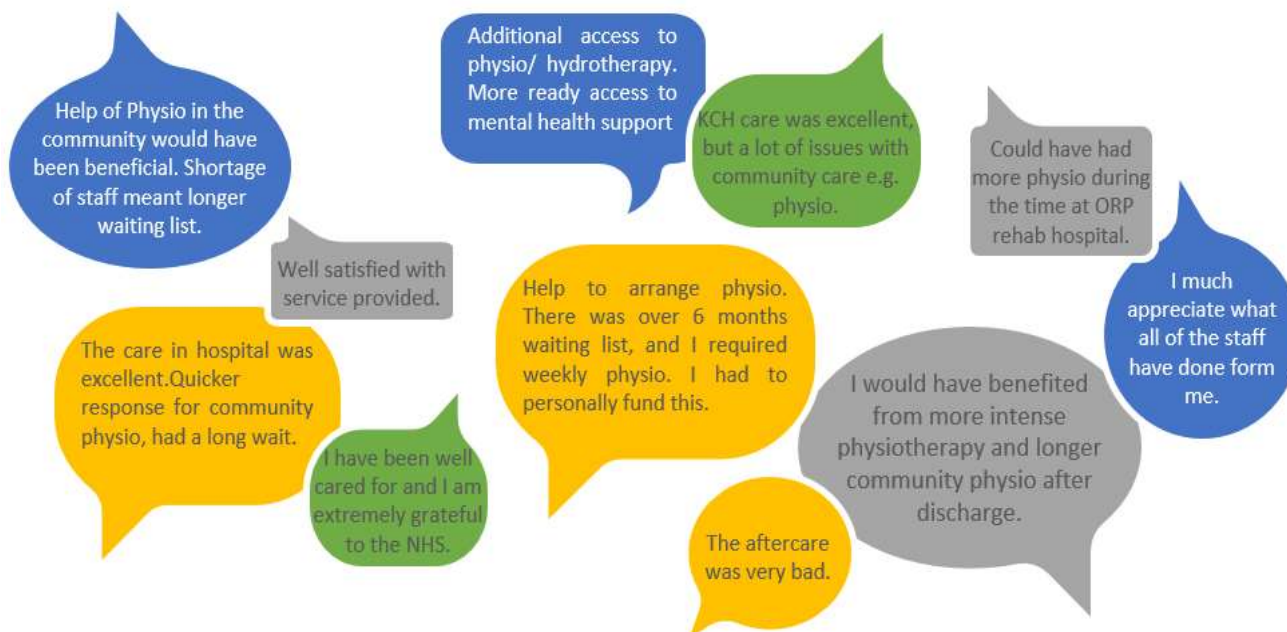 Help of Physio in the
community would have
been beneficial. Shortage
of staff meant longer
waiting list.
Additional access to
physio/ hydrotherapy.
More ready access to
mental health support
KCH care was excellent,
but a lot of issues with
community care e.g.
physio.
Could have had
more physio during
the time at ORP
rehab hospital.
Well satisfied with
service provided.
Help to arrange physio.
There was over 6 months
waiting list, and I required
weekly physio. I had to
personally fund this.
I much
appreciate what
all of the staff
have done form
me.
The care in hospital was
excellent.Quicker
response for community
physio, had a long wait.
I would have benefited
from more intense
physiotherapy and longer
community physio after
discharge.
I have been well
cared for and I am
extremely grateful
to the NHS.
The aftercare
was very bad.